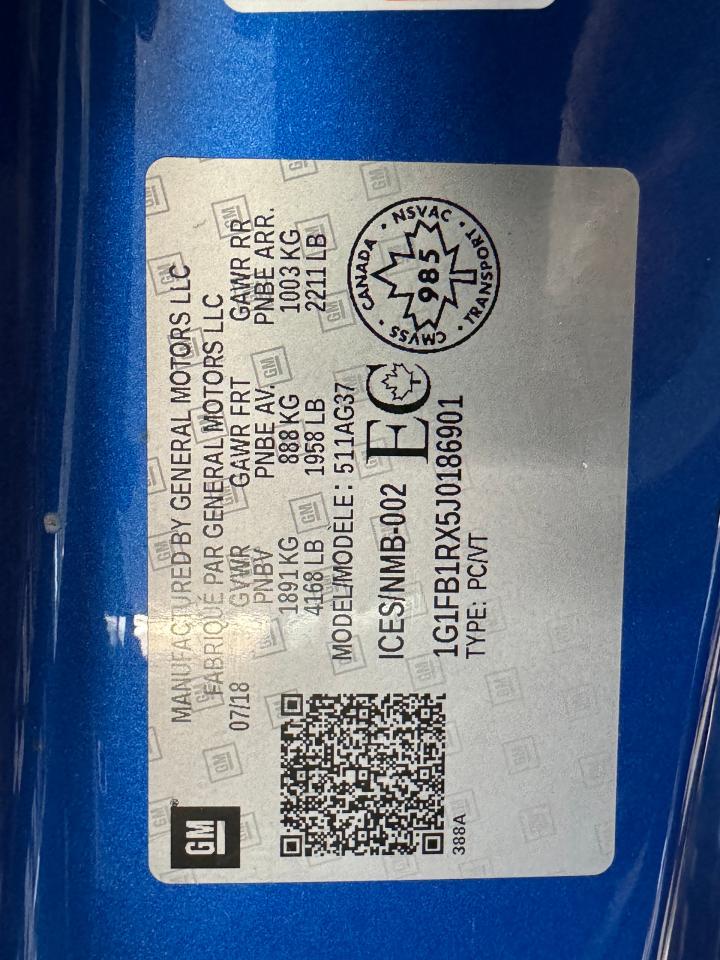 GM
MANUFACTURED BY GENERAL MOTORS LLC
FABRIQUÉ PAR GENERAL MOTORS LLC
07/18 GVWR GAWR FRT GAWR RR
PNBV PNBE AV. PNBE ARR.
1891 KG 888 KG 1003 KG
4168 LB 1958 LB 2211 LB
MODEL/MODELE: 511AG37
ICES/NMB-002 EC
1G1FB1RX5J0186901
TYPE: PC/VT
388A
CANADA · NSVAC · TRANSPORT · CMVSS ·
985